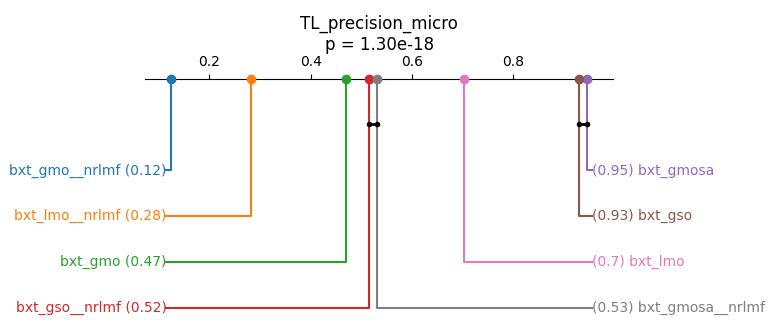 TL_precision_micro
p = 1.30e-18
0.2 0.4 0.6 0.8
bxt_gmo__nrlmf (0.12)
(0.95) bxt_gmosa
bxt_lmo__nrlmf (0.28)
(0.93) bxt_gso
bxt_gmo (0.47)
(0.7) bxt_lmo
bxt_gso__nrlmf (0.52)
(0.53) bxt_gmosa__nrlmf